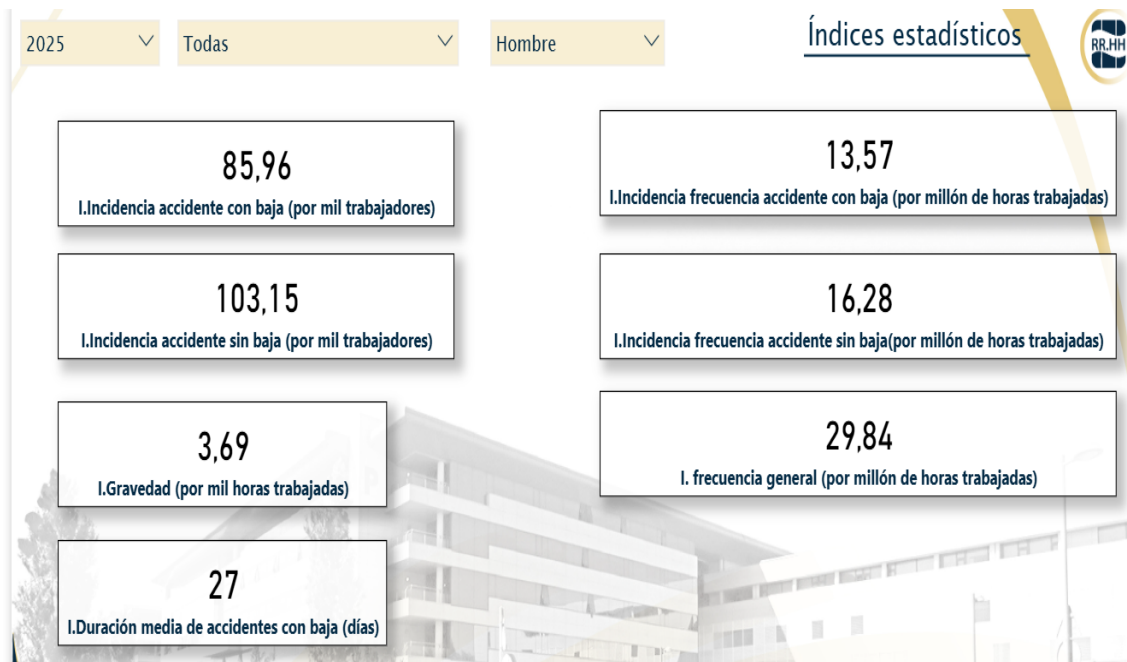 2025
Todas
Hombre
Índices estadísticos
RR.HH
85,96
I.Incidencia accidente con baja (por mil trabajadores)
13,57
I.Incidencia frecuencia accidente con baja (por millón de horas trabajadas)
103,15
I.Incidencia accidente sin baja (por mil trabajadores)
16,28
I.Incidencia frecuencia accidente sin baja(por millón de horas trabajadas)
3,69
I.Gravedad (por mil horas trabajadas)
29,84
I. frecuencia general (por millón de horas trabajadas)
27
I.Duración media de accidentes con baja (días)